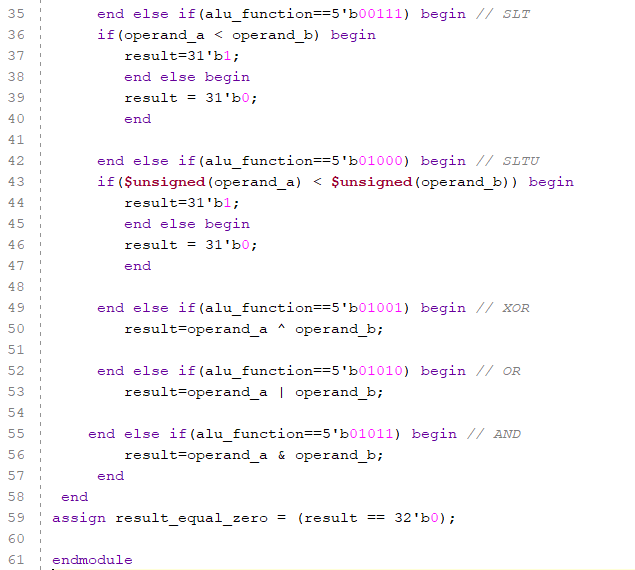 35 end else if(alu_function==5'b00111) begin // SLT
36 if(operand_a < operand_b) begin
37 result=31'b1;
38 end else begin
39 result = 31'b0;
40 end
41
42 end else if(alu_function==5'b01000) begin // SLTU
43 if($unsigned(operand_a) < $unsigned(operand_b)) begin
44 result=31'b1;
45 end else begin
46 result = 31'b0;
47 end
48
49 end else if(alu_function==5'b01001) begin // XOR
50 result=operand_a ^ operand_b;
51
52 end else if(alu_function==5'b01010) begin // OR
53 result=operand_a | operand_b;
54
55 end else if(alu_function==5'b01011) begin // AND
56 result=operand_a & operand_b;
57 end
58 end
59 assign result_equal_zero = (result == 32'b0);
60
61 endmodule